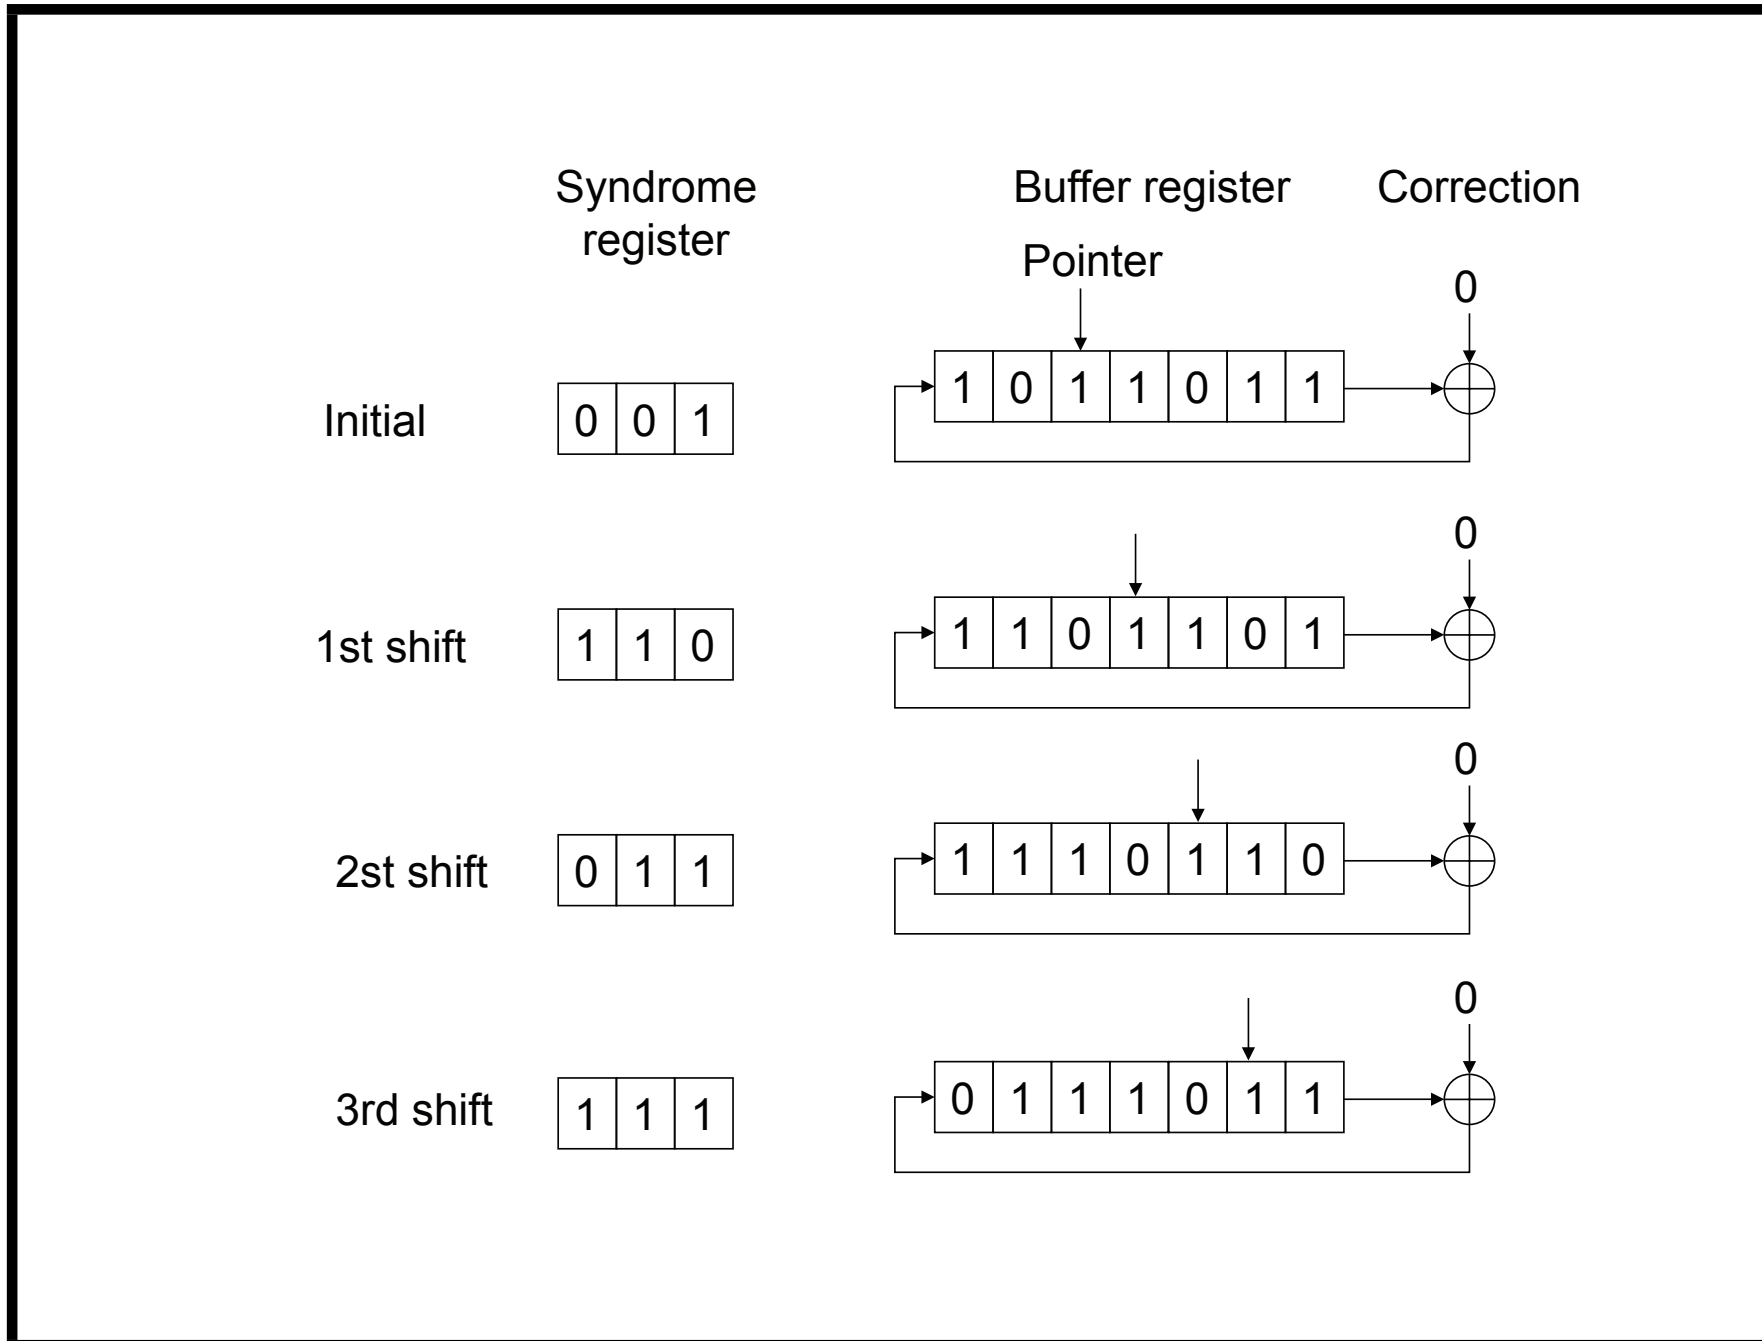 Syndrome
register
Buffer register
Correction
Pointer
0
Initial
0 0 1
1 0 1 1 0 1 1
0
1st shift
1 1 0
1 1 0 1 1 0 1
0
2st shift
0 1 1
1 1 1 0 1 1 0
0
3rd shift
1 1 1
0 1 1 1 0 1 1